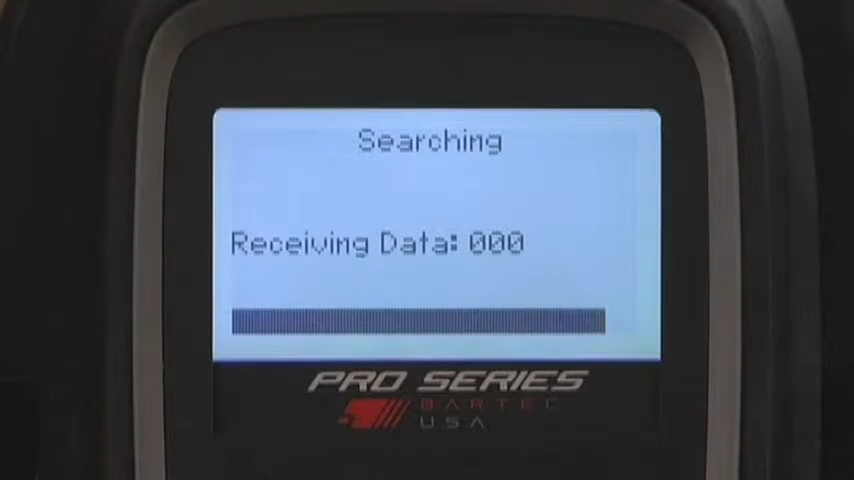 Searching
Receiving Data: 000
PRO SERIES
BARTEC
USA